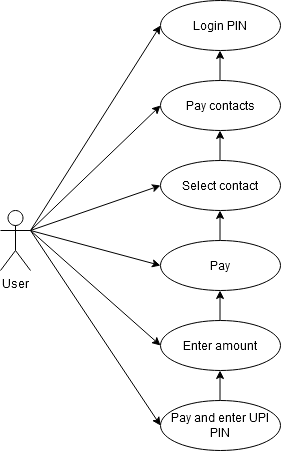 Login PIN
Pay contacts
Select contact
User
Pay
Enter amount
Pay and enter UPI
PIN